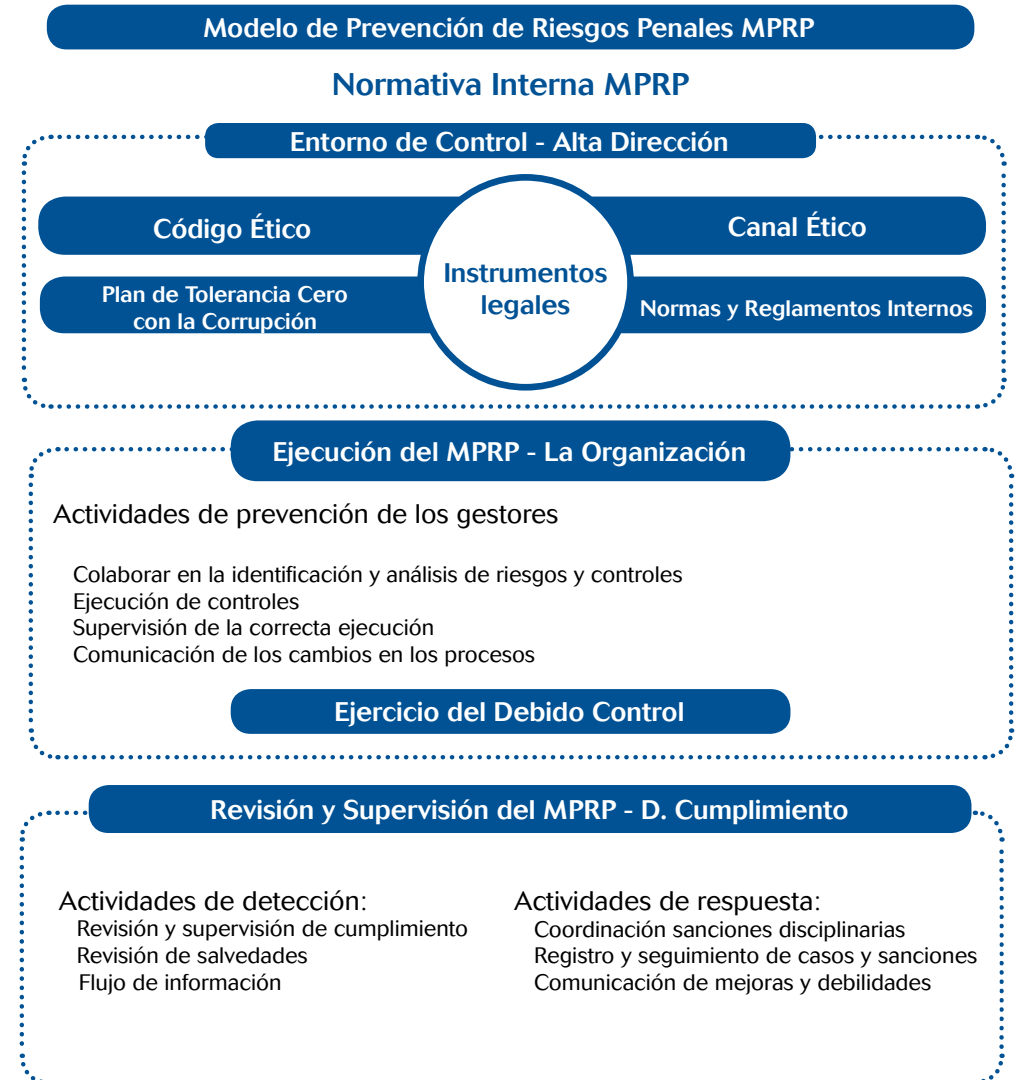 Modelo de Prevención de Riesgos Penales MPRP
Normativa Interna MPRP
Entorno de Control - Alta Dirección
Código Ético
Canal Ético
Instrumentos
legales
Plan de Tolerancia Cero
con la Corrupción
Normas y Reglamentos Internos
Ejecución del MPRP - La Organización
Actividades de prevención de los gestores
Colaborar en la identificación y análisis de riesgos y controles
Ejecución de controles
Supervisión de la correcta ejecución
Comunicación de los cambios en los procesos
Ejercicio del Debido Control
Revisión y Supervisión del MPRP - D. Cumplimiento
Actividades de detección:
Revisión y supervisión de cumplimiento
Revisión de salvedades
Flujo de información
Actividades de respuesta:
Coordinación sanciones disciplinarias
Registro y seguimiento de casos y sanciones
Comunicación de mejoras y debilidades